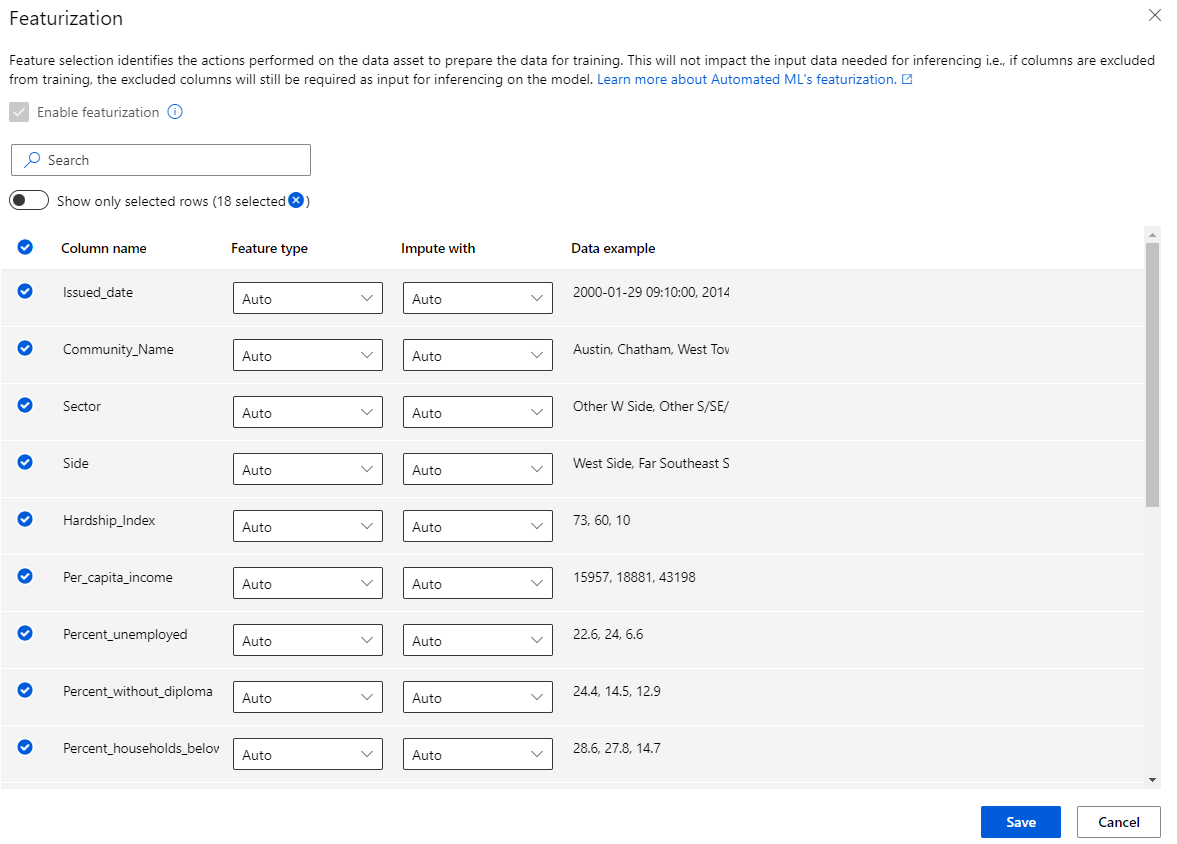 Featurization
Feature selection identifies the actions performed on the data asset to prepare the data for training. This will not impact the input data needed for inferencing i.e., if columns are excluded
from training, the excluded columns will still be required as input for inferencing on the model. Learn more about Automated ML's featurization.
Enable featurization
Search
Show only selected rows (18 selected )
Column name Feature type Impute with Data example
Issued_date Auto Auto 2000-01-29 09:10:00, 2014
Community_Name Auto Auto Austin, Chatham, West Tov
Sector Auto Auto Other W Side, Other S/SE/
Side Auto Auto West Side, Far Southeast S
Hardship_Index Auto Auto 73, 60, 10
Per_capita_income Auto Auto 15957, 18881, 43198
Percent_unemployed Auto Auto 22.6, 24, 6.6
Percent_without_diploma Auto Auto 24.4, 14.5, 12.9
Percent_households_belov Auto Auto 28.6, 27.8, 14.7
Save Cancel